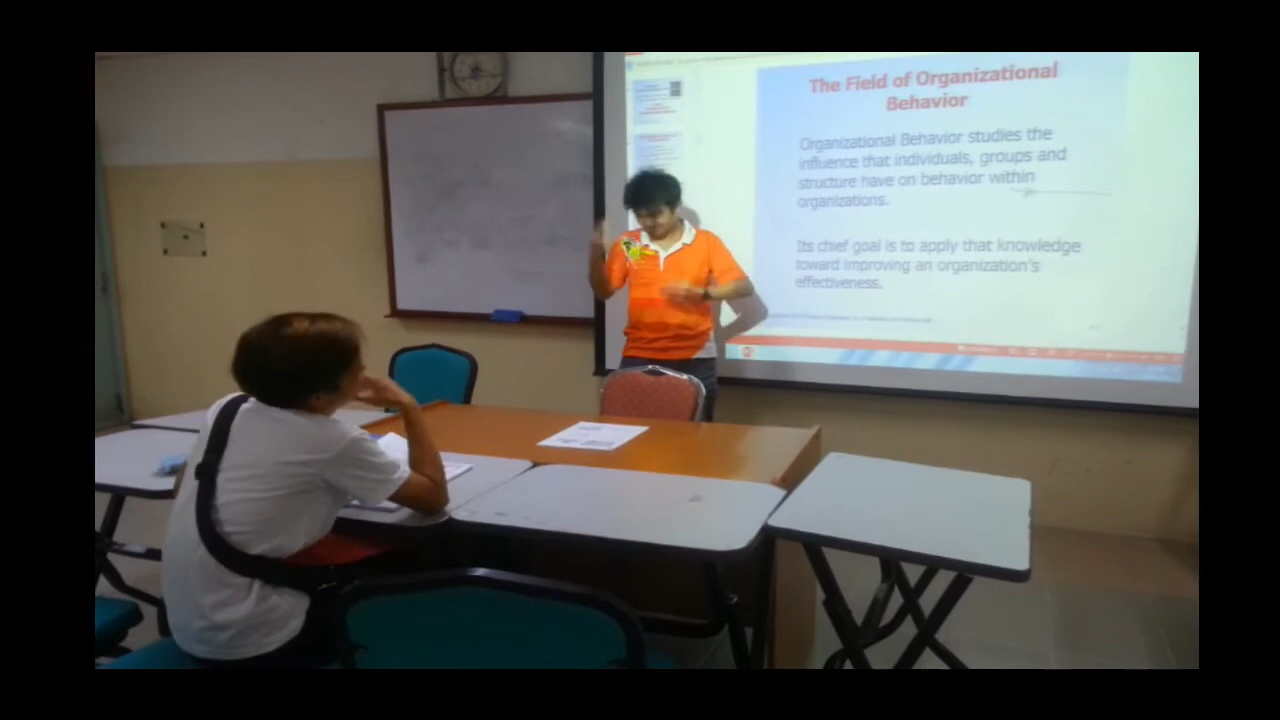 The Field of Organizational
Behavior
Organizational Behavior studies the
influence that individuals, groups and
structure have on behavior within
organizations.
Its chief goal is to apply that knowledge
toward improving an organization's
effectiveness.